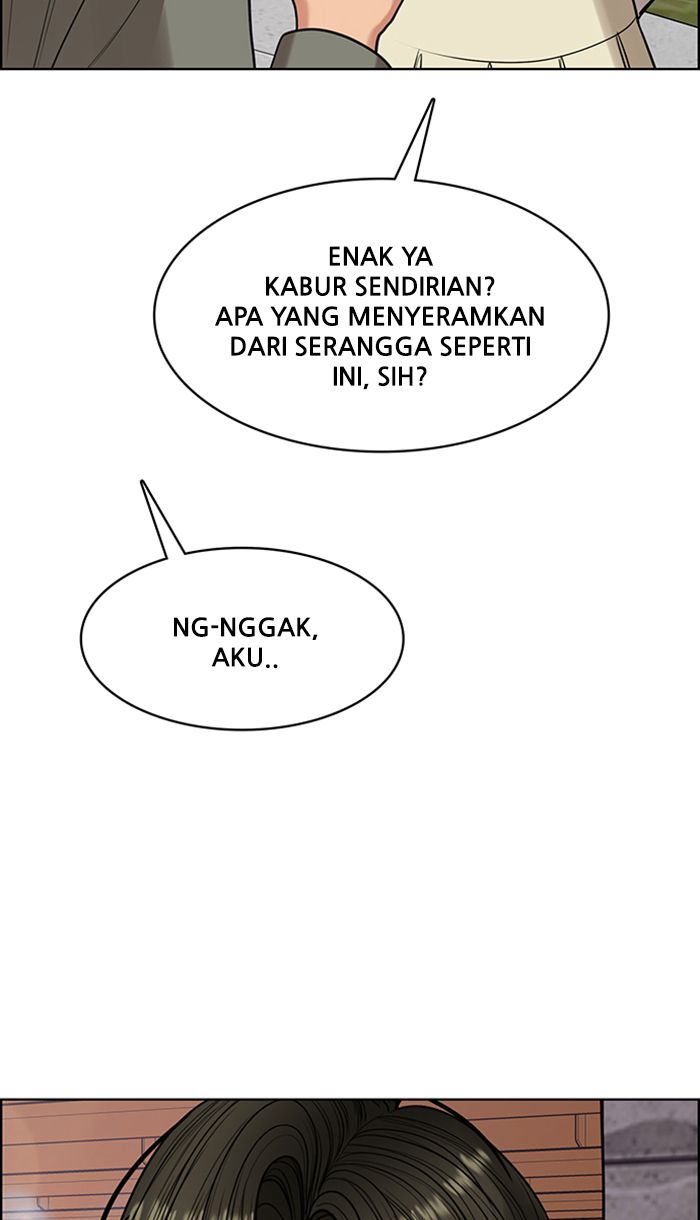 ENAK YA
KABUR SENDIRIAN?
APA YANG MENYERAMKAN
DARI SERANGGA SEPERTI
INI, SIH?
NG-NGGAK,
AKU..